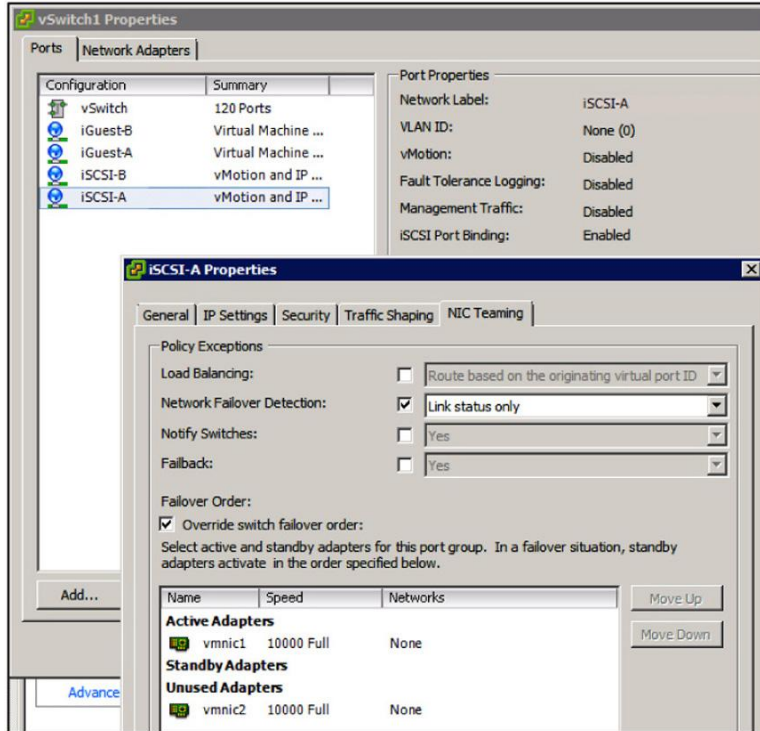 vSwitch1 Properties
Ports Network Adapters
Configuration Summary
vSwitch 120 Ports
iGuest-B Virtual Machine ...
iGuest-A Virtual Machine ...
iSCSI-B vMotion and IP ...
iSCSI-A vMotion and IP ...
Port Properties
Network Label: iSCSI-A
VLAN ID: None (0)
vMotion: Disabled
Fault Tolerance Logging: Disabled
Management Traffic: Disabled
iSCSI Port Binding: Enabled
Add...
Advance
iSCSI-A Properties
General IP Settings Security Traffic Shaping NIC Teaming
Policy Exceptions
Load Balancing: Route based on the originating virtual port ID
Network Failover Detection: Link status only
Notify Switches: Yes
Failback: Yes
Failover Order:
Override switch failover order:
Select active and standby adapters for this port group. In a failover situation, standby
adapters activate in the order specified below.
Name Speed Networks
Active Adapters
vmnic1 10000 Full None
Standby Adapters
Unused Adapters
vmnic2 10000 Full None
Move Up
Move Down